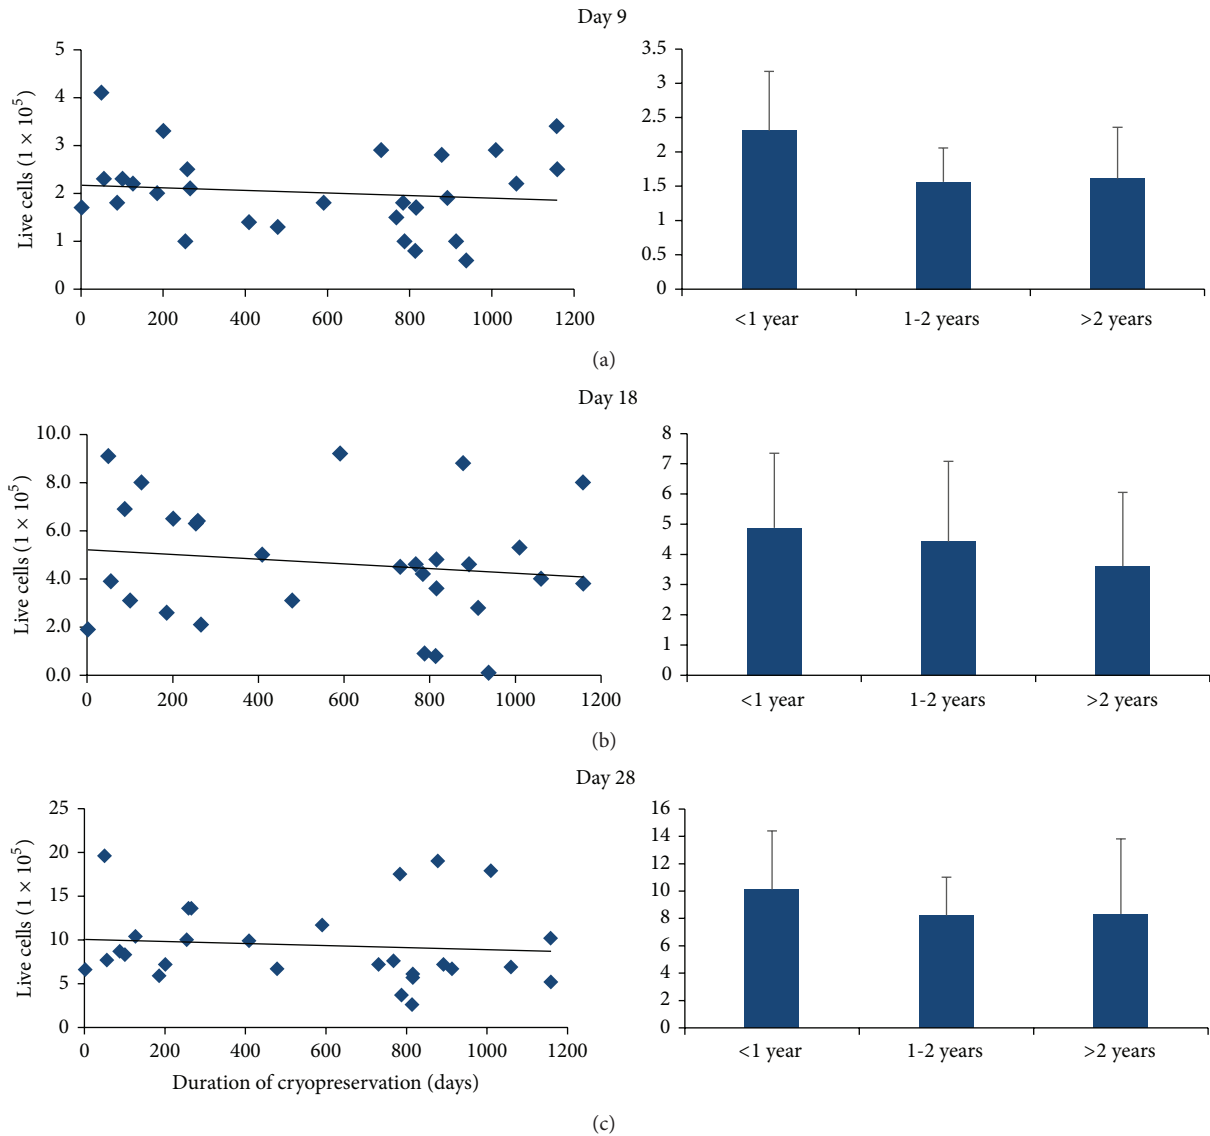 Day 9
Live cells (1 × 10⁵)
5
4
3
2
1
0
0 200 400 600 800 1000 1200
3.5
3
2.5
2
1.5
1
0.5
0
<1 year 1-2 years >2 years
(a)
Day 18
Live cells (1 × 10⁵)
10.0
8.0
6.0
4.0
2.0
0.0
0 200 400 600 800 1000 1200
8
7
6
5
4
3
2
1
0
<1 year 1-2 years >2 years
(b)
Day 28
Live cells (1 × 10⁵)
25
20
15
10
5
0
0 200 400 600 800 1000 1200
Duration of cryopreservation (days)
16
14
12
10
8
6
4
2
0
<1 year 1-2 years >2 years
(c)